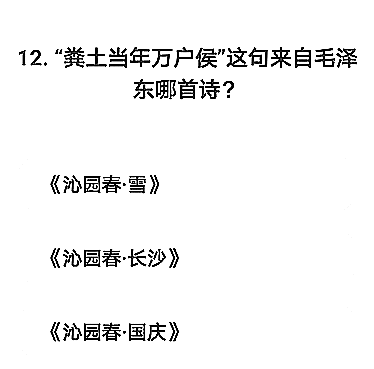 12. “粪土当年万户侯”这句来自毛泽
东哪首诗？
《沁园春·雪》
《沁园春·长沙》
《沁园春·国庆》